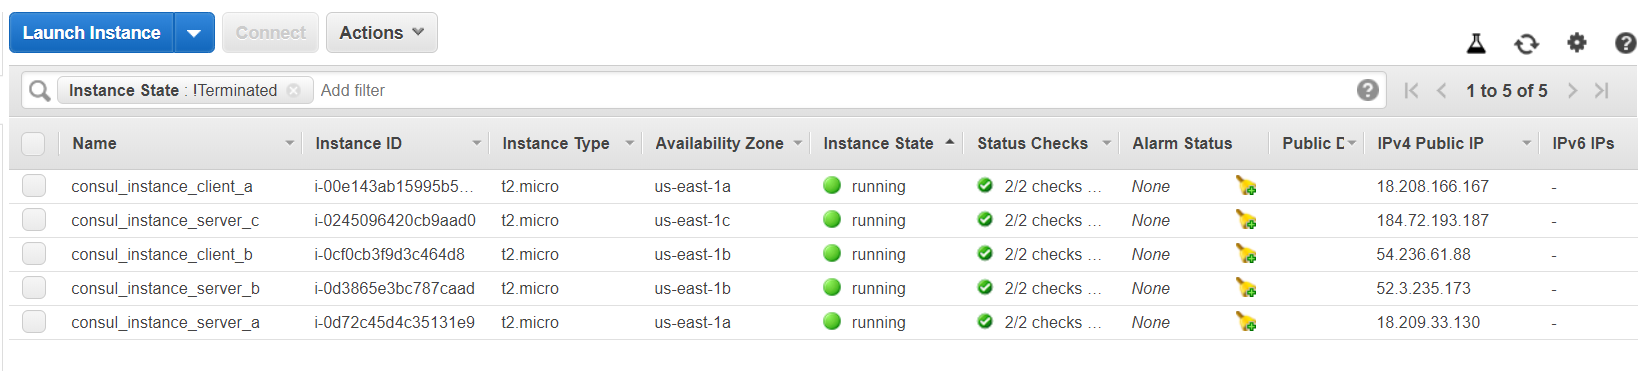 Launch Instance Connect Actions
Instance State : !Terminated Add filter 1 to 5 of 5
Name Instance ID Instance Type Availability Zone Instance State Status Checks Alarm Status Public D IPv4 Public IP IPv6 IPs
consul_instance_client_a i-00e143ab15995b5... t2.micro us-east-1a running 2/2 checks ... None 18.208.166.167 -
consul_instance_server_c i-0245096420cb9aad0 t2.micro us-east-1c running 2/2 checks ... None 184.72.193.187 -
consul_instance_client_b i-0cf0cb3f9d3c464d8 t2.micro us-east-1b running 2/2 checks ... None 54.236.61.88 -
consul_instance_server_b i-0d3865e3bc787caad t2.micro us-east-1b running 2/2 checks ... None 52.3.235.173 -
consul_instance_server_a i-0d72c45d4c35131e9 t2.micro us-east-1a running 2/2 checks ... None 18.209.33.130 -